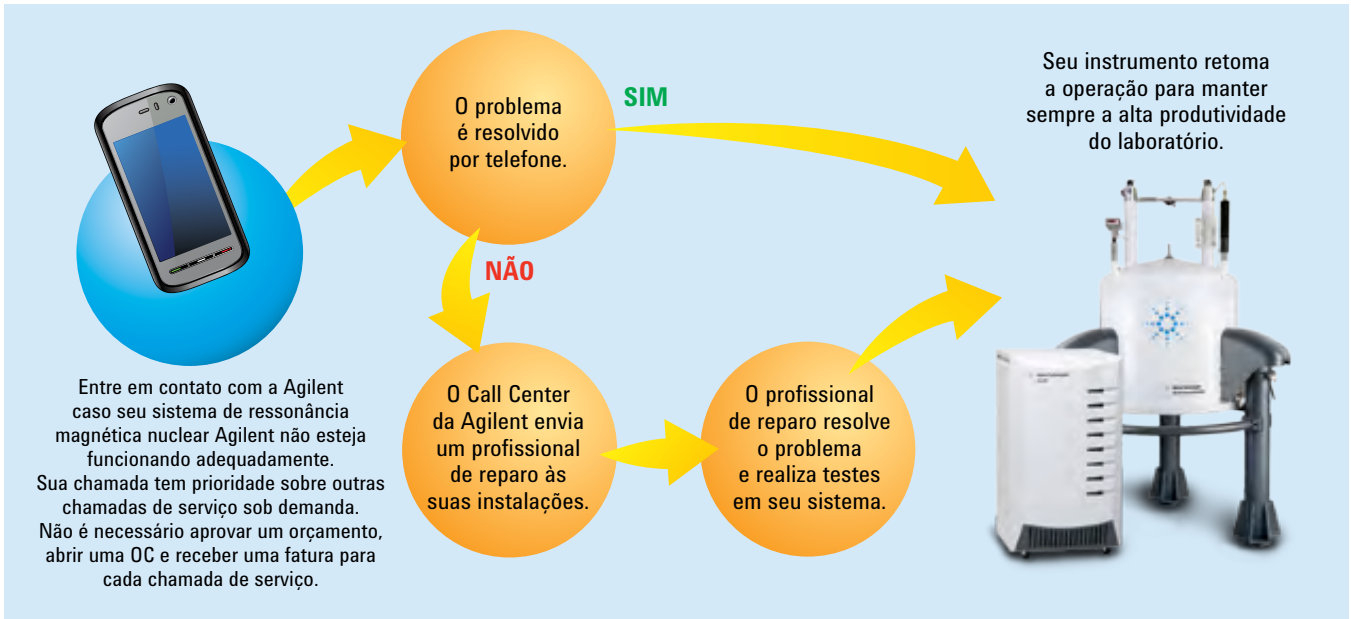 Entre em contato com a Agilent
caso seu sistema de ressonância
magnética nuclear Agilent não esteja
funcionando adequadamente.
Sua chamada tem prioridade sobre outras
chamadas de serviço sob demanda.
Não é necessário aprovar um orçamento,
abrir uma OC e receber uma fatura para
cada chamada de serviço.
O problema
é resolvido
por telefone.
SIM
NÃO
O Call Center
da Agilent envia
um profissional
de reparo às
suas instalações.
O profissional
de reparo resolve
o problema
e realiza testes
em seu sistema.
Seu instrumento retoma
a operação para manter
sempre a alta produtividade
do laboratório.